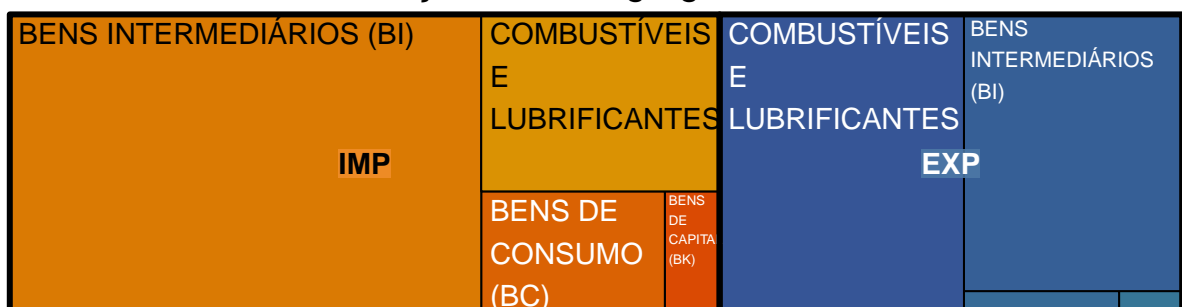 BENS INTERMEDIÁRIOS (BI)
IMP
COMBUSTÍVEIS
E
LUBRIFICANTES
BENS DE
CONSUMO
(BC)
BENS
DE
CAPITA
(BK)
COMBUSTÍVEIS
E
LUBRIFICANTES
EXP
BENS
INTERMEDIÁRIOS
(BI)